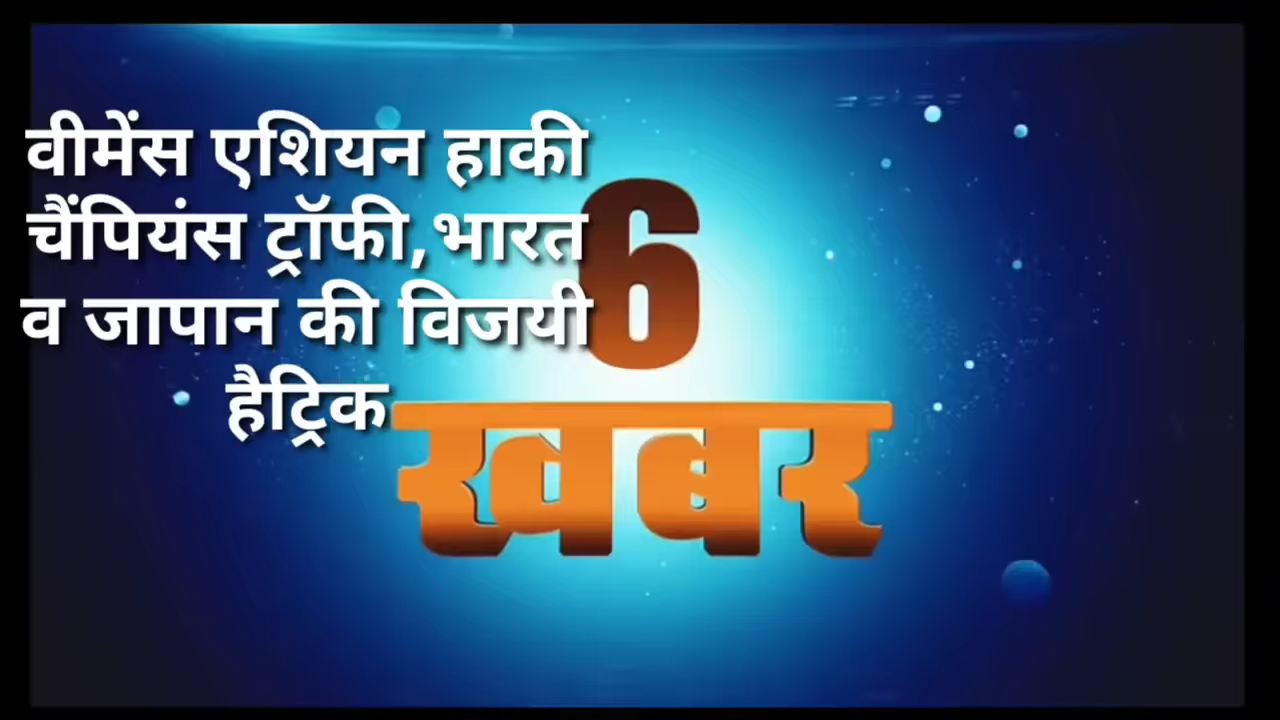 वीमेंस एशियन हाकी
चैंपियंस ट्रॉफी,भारत
व जापान की विजयी
हैट्रिक
6
खबर